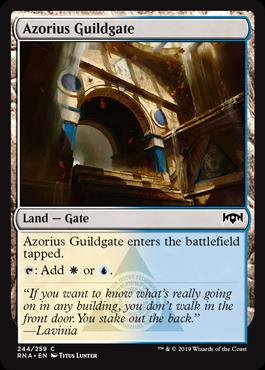 Azorius Guildgate
Land — Gate
Azorius Guildgate enters the battlefield
tapped.
: Add or .
“If you want to know what’s really going
on in any building, you don’t walk in the
front door. You stake out the back.”
—Lavinia
244/259 C
RNA • EN Titus Lunter
™ & © 2019 Wizards of the Coast